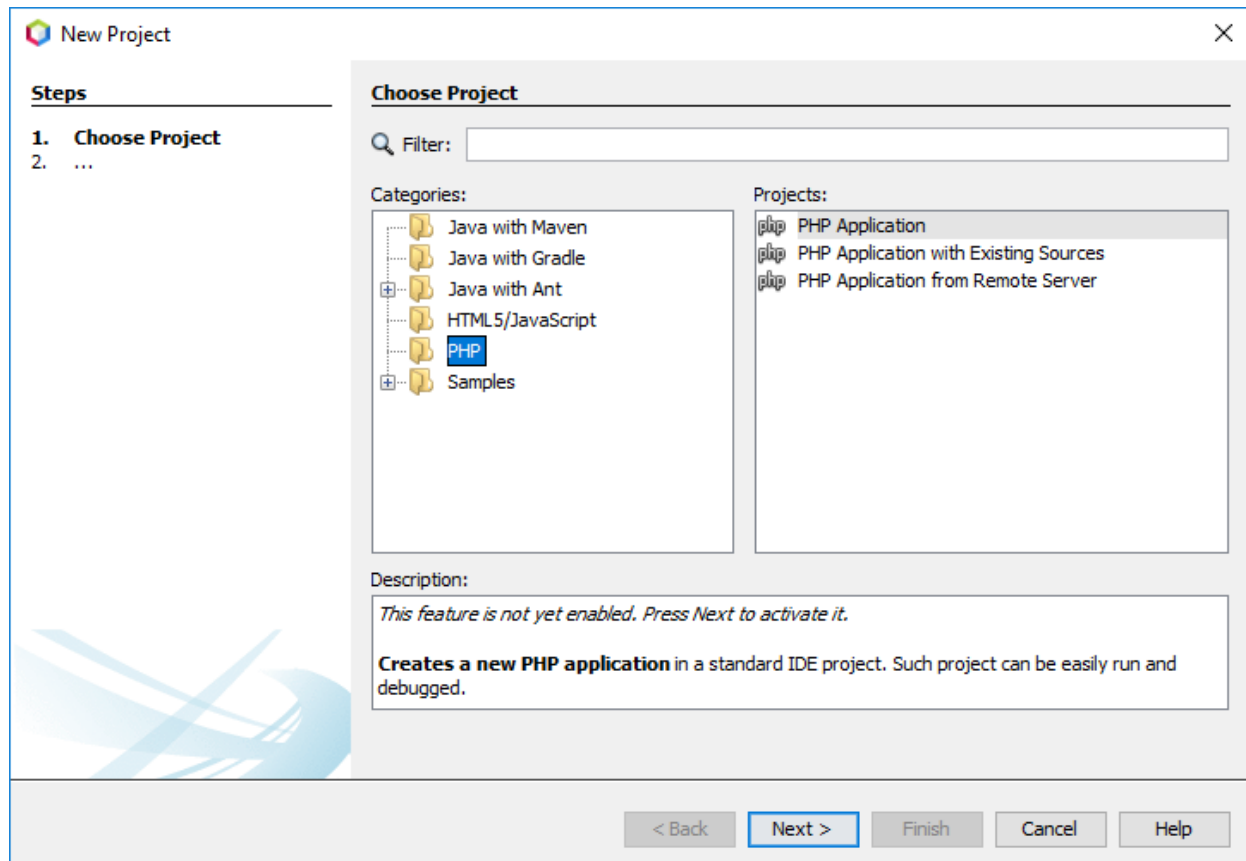 New Project
Steps
1. Choose Project
2. ...
Choose Project
Filter:
Categories:
Java with Maven
Java with Gradle
Java with Ant
HTML5/JavaScript
PHP
Samples
Projects:
php PHP Application
php PHP Application with Existing Sources
php PHP Application from Remote Server
Description:
This feature is not yet enabled. Press Next to activate it.
Creates a new PHP application in a standard IDE project. Such project can be easily run and
debugged.
< Back Next > Finish Cancel Help